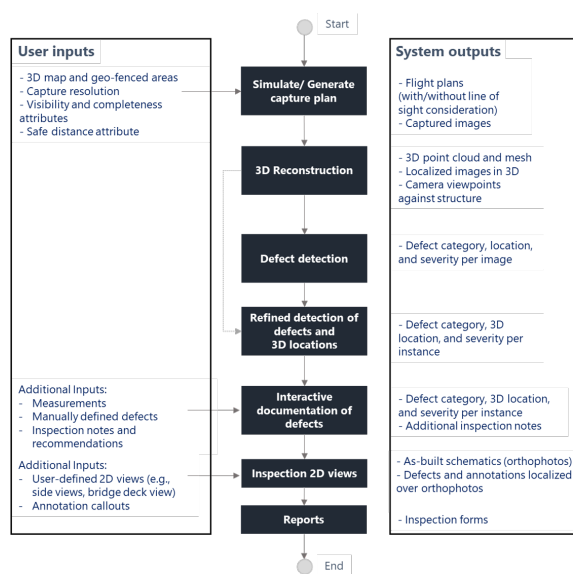 Start
User inputs
- 3D map and geo-fenced areas
- Capture resolution
- Visibility and completeness
attributes
- Safe distance attribute
Simulate/ Generate
capture plan
System outputs
- Flight plans
(with/without line of
sight consideration)
- Captured images
3D Reconstruction
- 3D point cloud and mesh
- Localized images in 3D
- Camera viewpoints
against structure
Defect detection
- Defect category, location,
and severity per image
Refined detection of
defects and
3D locations
- Defect category, 3D
location, and severity per
instance
Additional Inputs:
- Measurements
- Manually defined defects
- Inspection notes and
recommendations
Interactive
documentation of
defects
- Defect category, 3D location,
and severity per instance
- Additional inspection notes
Additional Inputs:
- User-defined 2D views (e.g.,
side views, bridge deck view)
- Annotation callouts
Inspection 2D views
- As-built schematics (orthophotos)
- Defects and annotations localized
over orthophotos
Reports
- Inspection forms
End